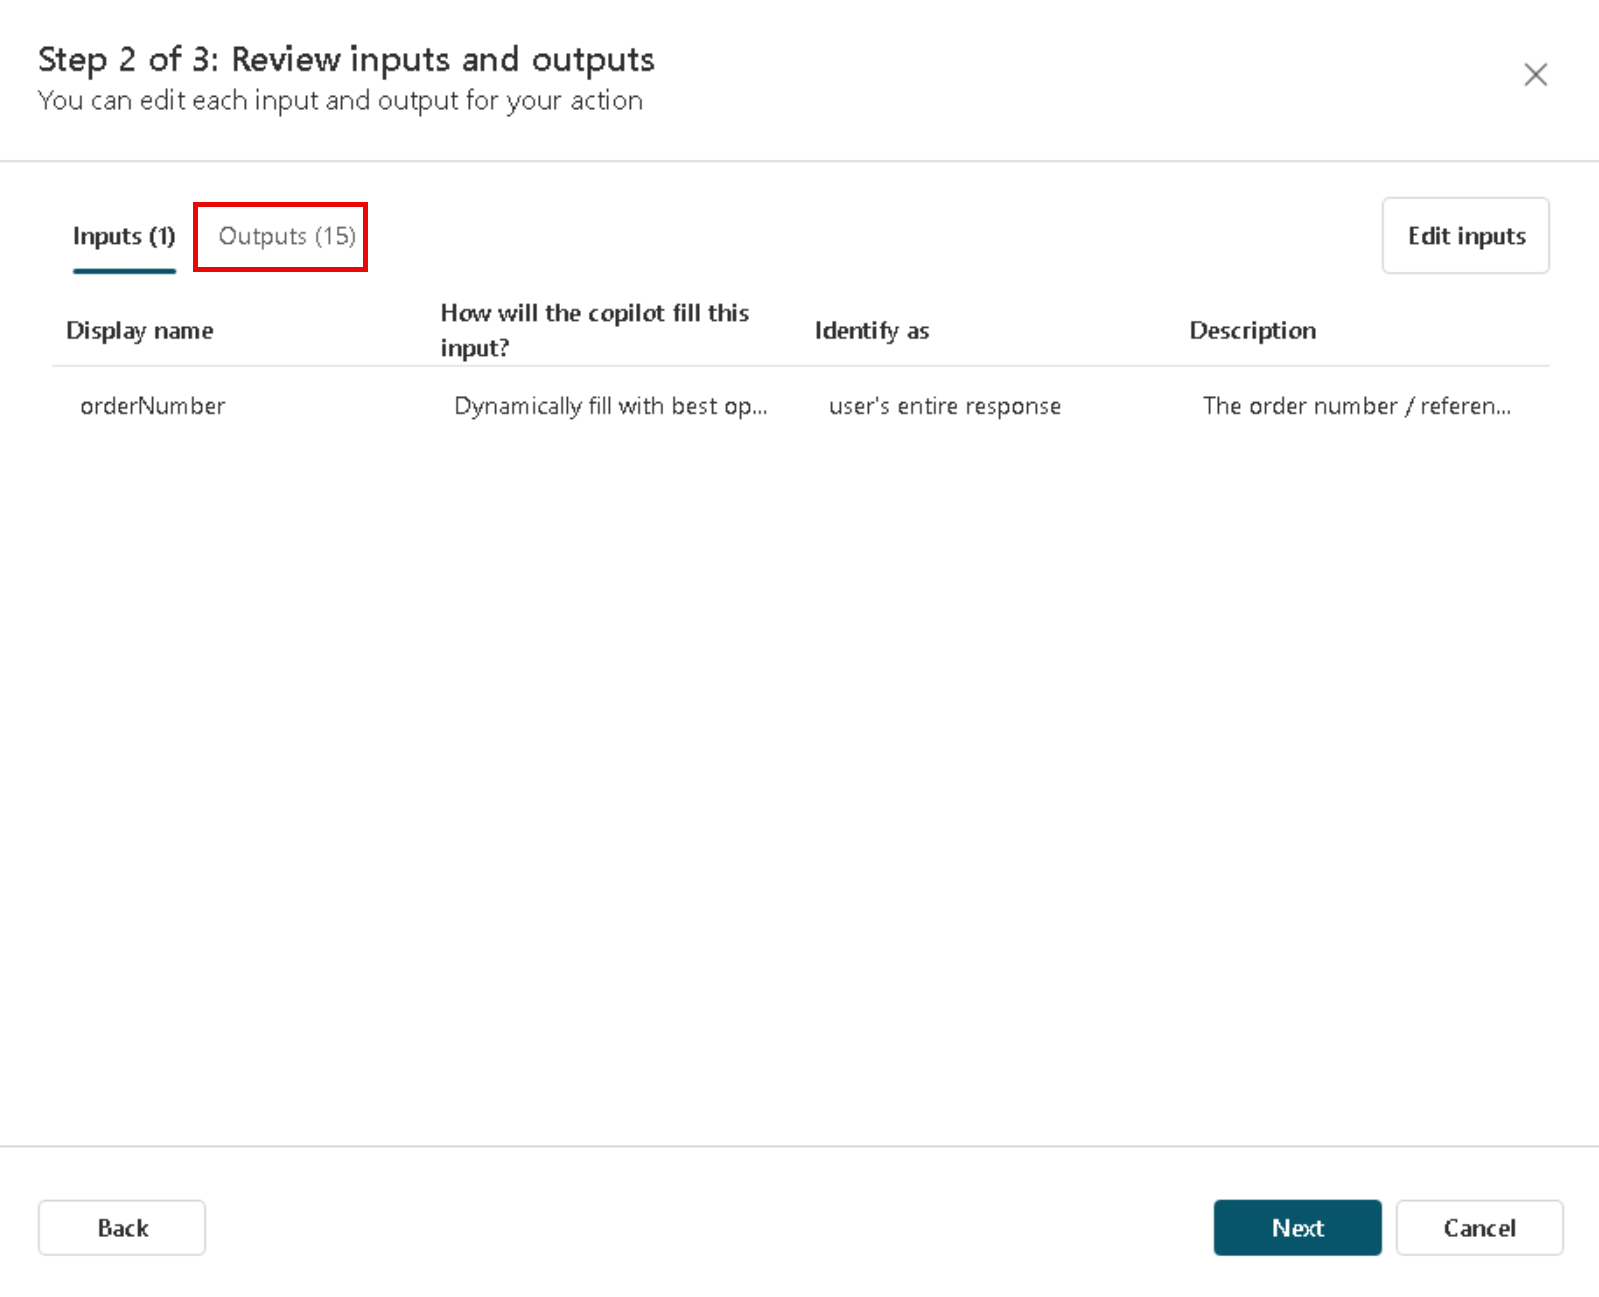 Step 2 of 3: Review inputs and outputs
You can edit each input and output for your action
Inputs (1) Outputs (15) Edit inputs
Display name How will the copilot fill this input? Identify as Description
orderNumber Dynamically fill with best op... user's entire response The order number / referen...
Back Next Cancel